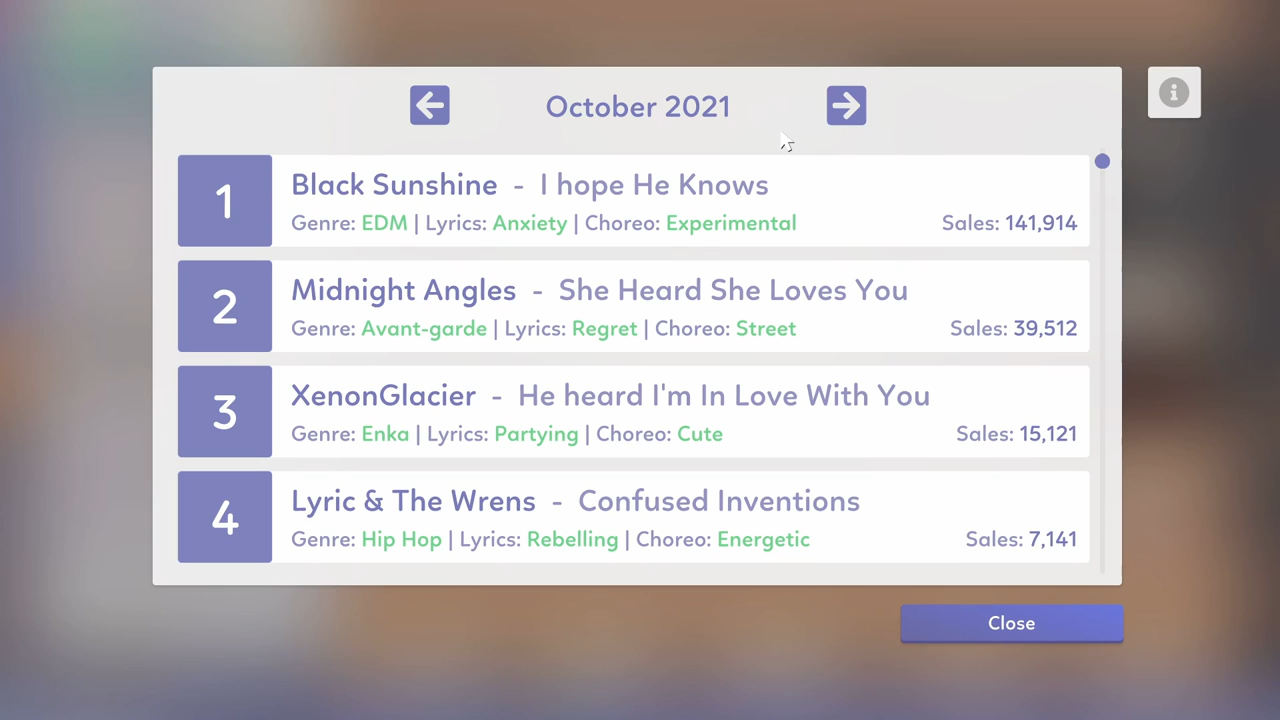 October 2021
1
Black Sunshine - I hope He Knows
Genre: EDM | Lyrics: Anxiety | Choreo: Experimental
Sales: 141,914
2
Midnight Angles - She Heard She Loves You
Genre: Avant-garde | Lyrics: Regret | Choreo: Street
Sales: 39,512
3
XenonGlacier - He heard I'm In Love With You
Genre: Enka | Lyrics: Partying | Choreo: Cute
Sales: 15,121
4
Lyric & The Wrens - Confused Inventions
Genre: Hip Hop | Lyrics: Rebelling | Choreo: Energetic
Sales: 7,141
Close